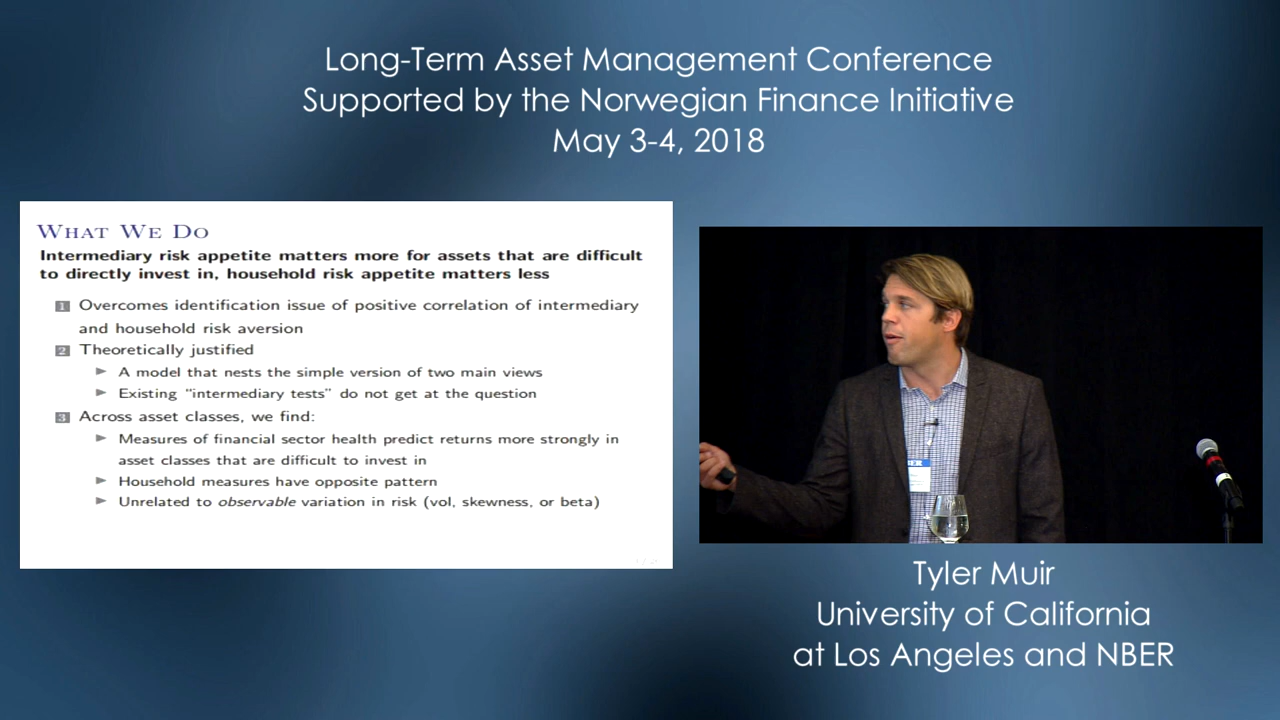 Long-Term Asset Management Conference
Supported by the Norwegian Finance Initiative
May 3-4, 2018
WHAT WE DO
Intermediary risk appetite matters more for assets that are difficult
to directly invest in, household risk appetite matters less
1 Overcomes identification issue of positive correlation of intermediary
and household risk aversion
2 Theoretically justified
► A model that nests the simple version of two main views
► Existing “intermediary tests” do not get at the question
3 Across asset classes, we find:
► Measures of financial sector health predict returns more strongly in
asset classes that are difficult to invest in
► Household measures have opposite pattern
► Unrelated to observable variation in risk (vol, skewness, or beta)
Tyler Muir
University of California
at Los Angeles and NBER